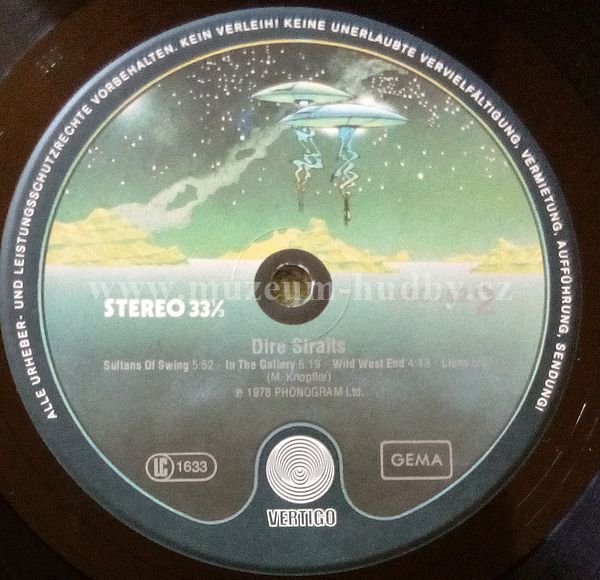 ALLE URHEBER- UND LEISTUNGSSCHUTZRECHTE VORBEHALTEN. KEIN VERLEIH! KEINE UNERLAUBTE VERVIELFÄLTIGUNG, VERMIETUNG, AUFFÜHRUNG, SENDUNG!
www.muzeum-hudby.cz
STEREO 33⅓
2
Dire Straits
Sultans Of Swing 5:52 · In The Gallery 6:19 · Wild West End 4:43
(M. Knopfler)
℗ 1978 PHONOGRAM Ltd.
LC 1633
GEMA
VERTIGO